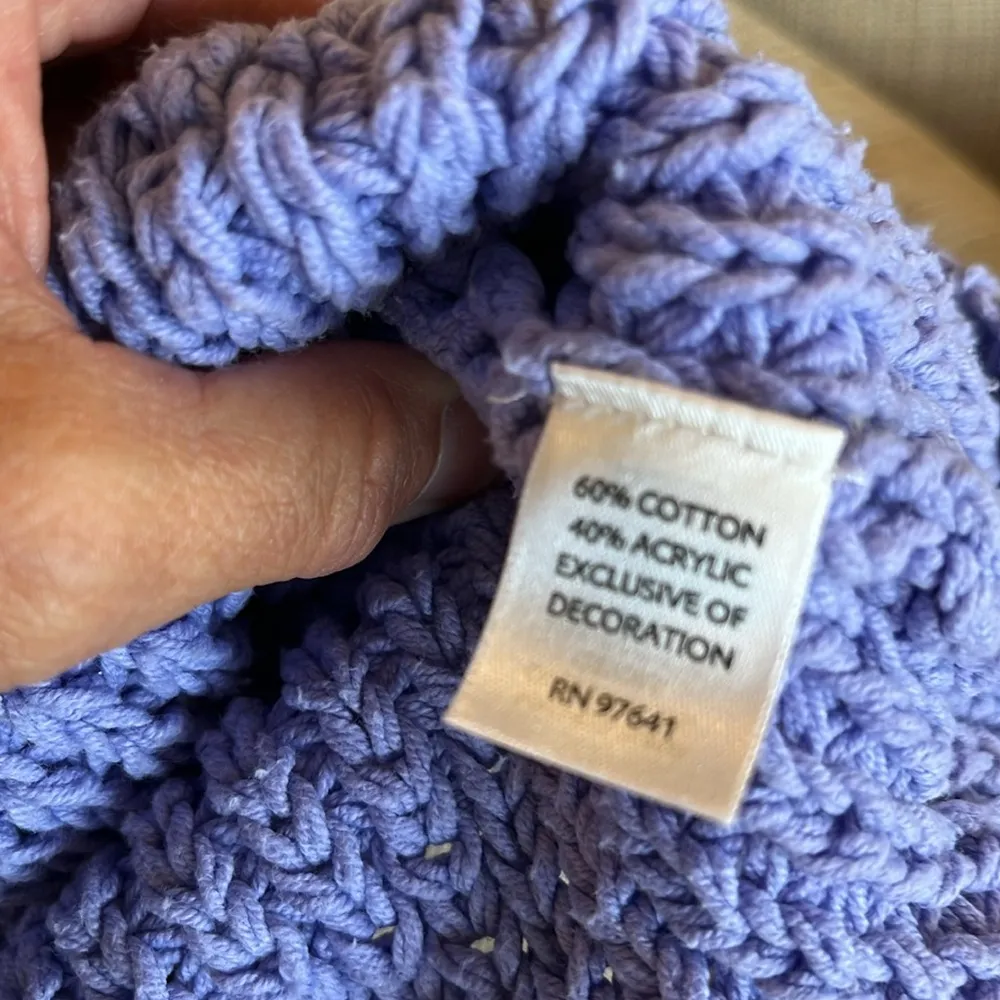 60% COTTON
40% ACRYLIC
EXCLUSIVE OF
DECORATION
RN 97641